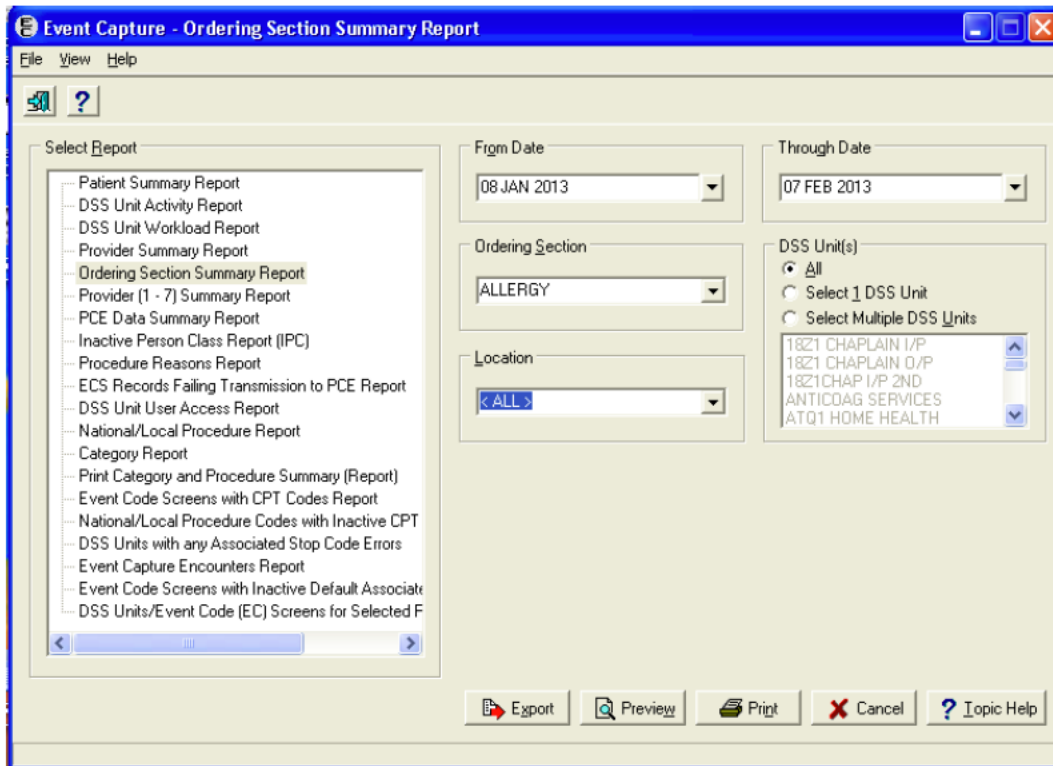 Event Capture - Ordering Section Summary Report
File View Help
Select Report
Patient Summary Report
DSS Unit Activity Report
DSS Unit Workload Report
Provider Summary Report
Ordering Section Summary Report
Provider (1 - 7) Summary Report
PCE Data Summary Report
Inactive Person Class Report (IPC)
Procedure Reasons Report
ECS Records Failing Transmission to PCE Report
DSS Unit User Access Report
National/Local Procedure Report
Category Report
Print Category and Procedure Summary (Report)
Event Code Screens with CPT Codes Report
National/Local Procedure Codes with Inactive CPT
DSS Units with any Associated Stop Code Errors
Event Capture Encounters Report
Event Code Screens with Inactive Default Associate
DSS Units/Event Code (EC) Screens for Selected F
From Date
08 JAN 2013
Through Date
07 FEB 2013
Ordering Section
ALLERGY
DSS Unit(s)
All
Select 1 DSS Unit
Select Multiple DSS Units
18Z1 CHAPLAIN I/P
18Z1 CHAPLAIN O/P
18Z1CHAP I/P 2ND
ANTICOAG SERVICES
ATQ1 HOME HEALTH
Location
< ALL >
Export
Preview
Print
Cancel
? Topic Help